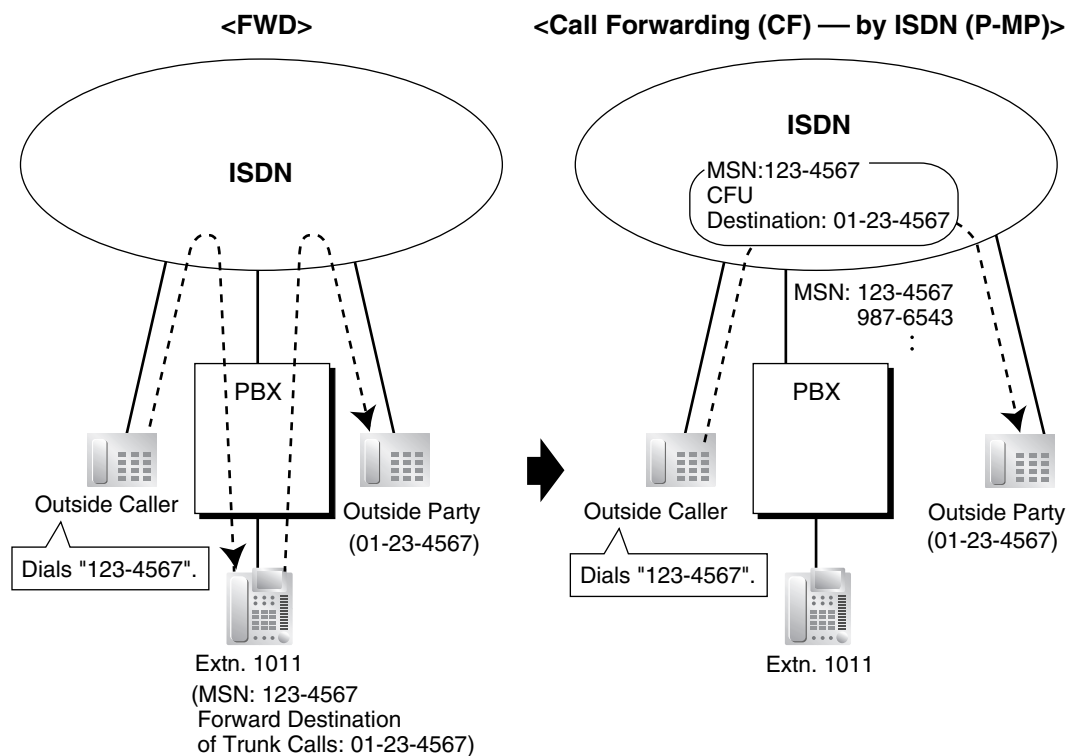 <FWD>
ISDN
PBX
Outside Caller
Dials "123-4567".
Outside Party
(01-23-4567)
Extn. 1011
(MSN: 123-4567
Forward Destination
of Trunk Calls: 01-23-4567)
<Call Forwarding (CF) — by ISDN (P-MP)>
ISDN
MSN:123-4567
CFU
Destination: 01-23-4567
MSN: 123-4567
987-6543
:
PBX
Outside Caller
Dials "123-4567".
Outside Party
(01-23-4567)
Extn. 1011